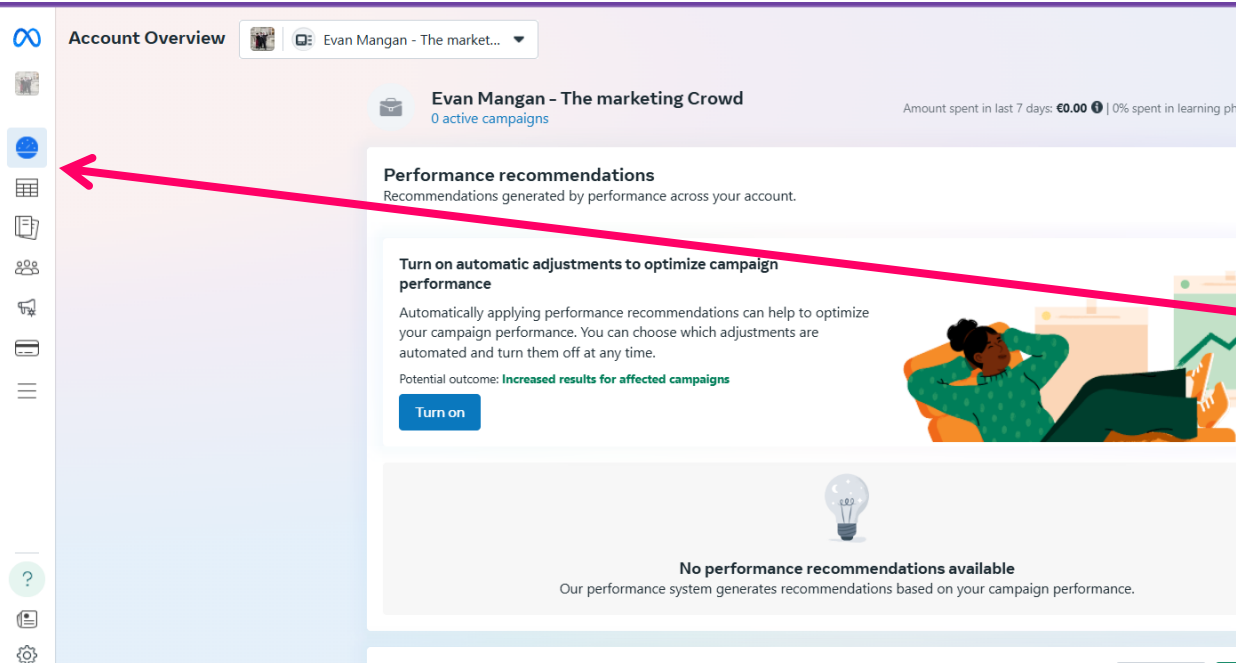 Account Overview
Evan Mangan - The market...
Evan Mangan - The marketing Crowd
0 active campaigns
Amount spent in last 7 days: €0.00 | 0% spent in learning ph
Performance recommendations
Recommendations generated by performance across your account.
Turn on automatic adjustments to optimize campaign
performance
Automatically applying performance recommendations can help to optimize
your campaign performance. You can choose which adjustments are
automated and turn them off at any time.
Potential outcome: Increased results for affected campaigns
Turn on
No performance recommendations available
Our performance system generates recommendations based on your campaign performance.